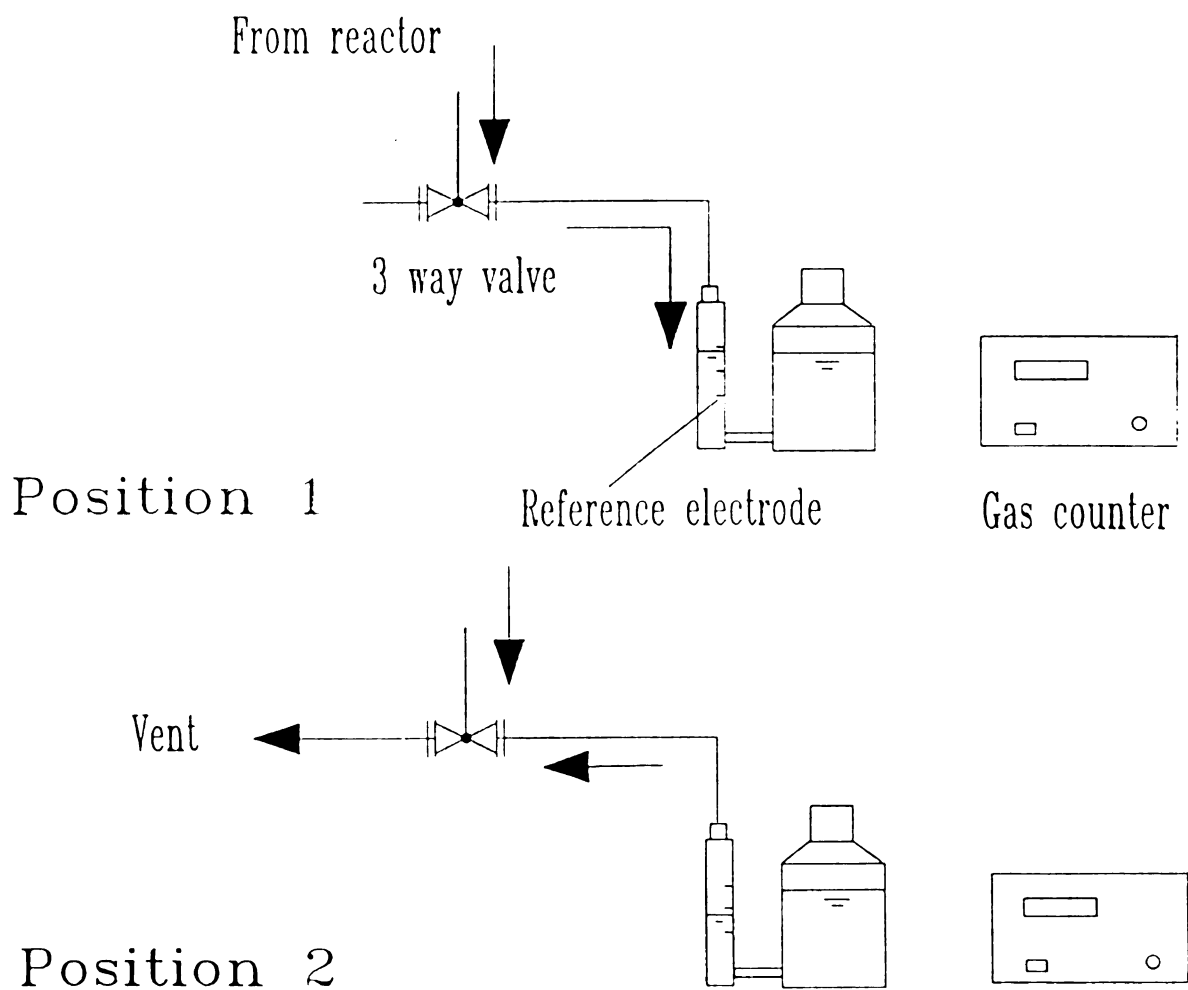 From reactor
3 way valve
Position 1
Reference electrode
Gas counter
Vent
Position 2